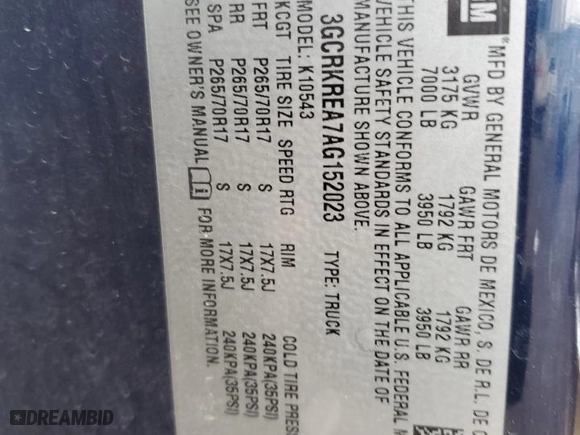 GM
*MFD BY GENERAL MOTORS DE MEXICO, S. DE R.L. DE C
GVWR GAWR FRT GAWR RR
3175 KG 1792 KG 1792 KG
7000 LB 3950 LB 3950 LB
THIS VEHICLE CONFORMS TO ALL APPLICABLE U.S. FEDERAL M
VEHICLE SAFETY STANDARDS IN EFFECT ON THE DATE OF
MANUFACTURE SHOWN ABOVE.
3GCRKREA7AG152023 TYPE: TRUCK
MODEL: K10543
KCGT TIRE SIZE SPEED RTG RIM COLD TIRE PRES
FRT P265/70R17 S 17X7.5J 240KPA(35PSI)
RR P265/70R17 S 17X7.5J 240KPA(35PSI)
SPA P265/70R17 S 17X7.5J 240KPA(35PSI)
SEE OWNER'S MANUAL i FOR MORE INFORMATION.
DREAMBID